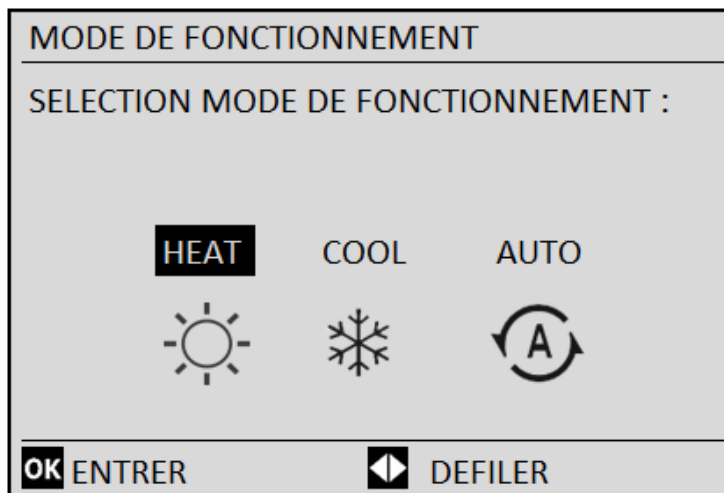 MODE DE FONCTIONNEMENT
SELECTION MODE DE FONCTIONNEMENT :
HEAT COOL AUTO
A
OK ENTRER DEFILER